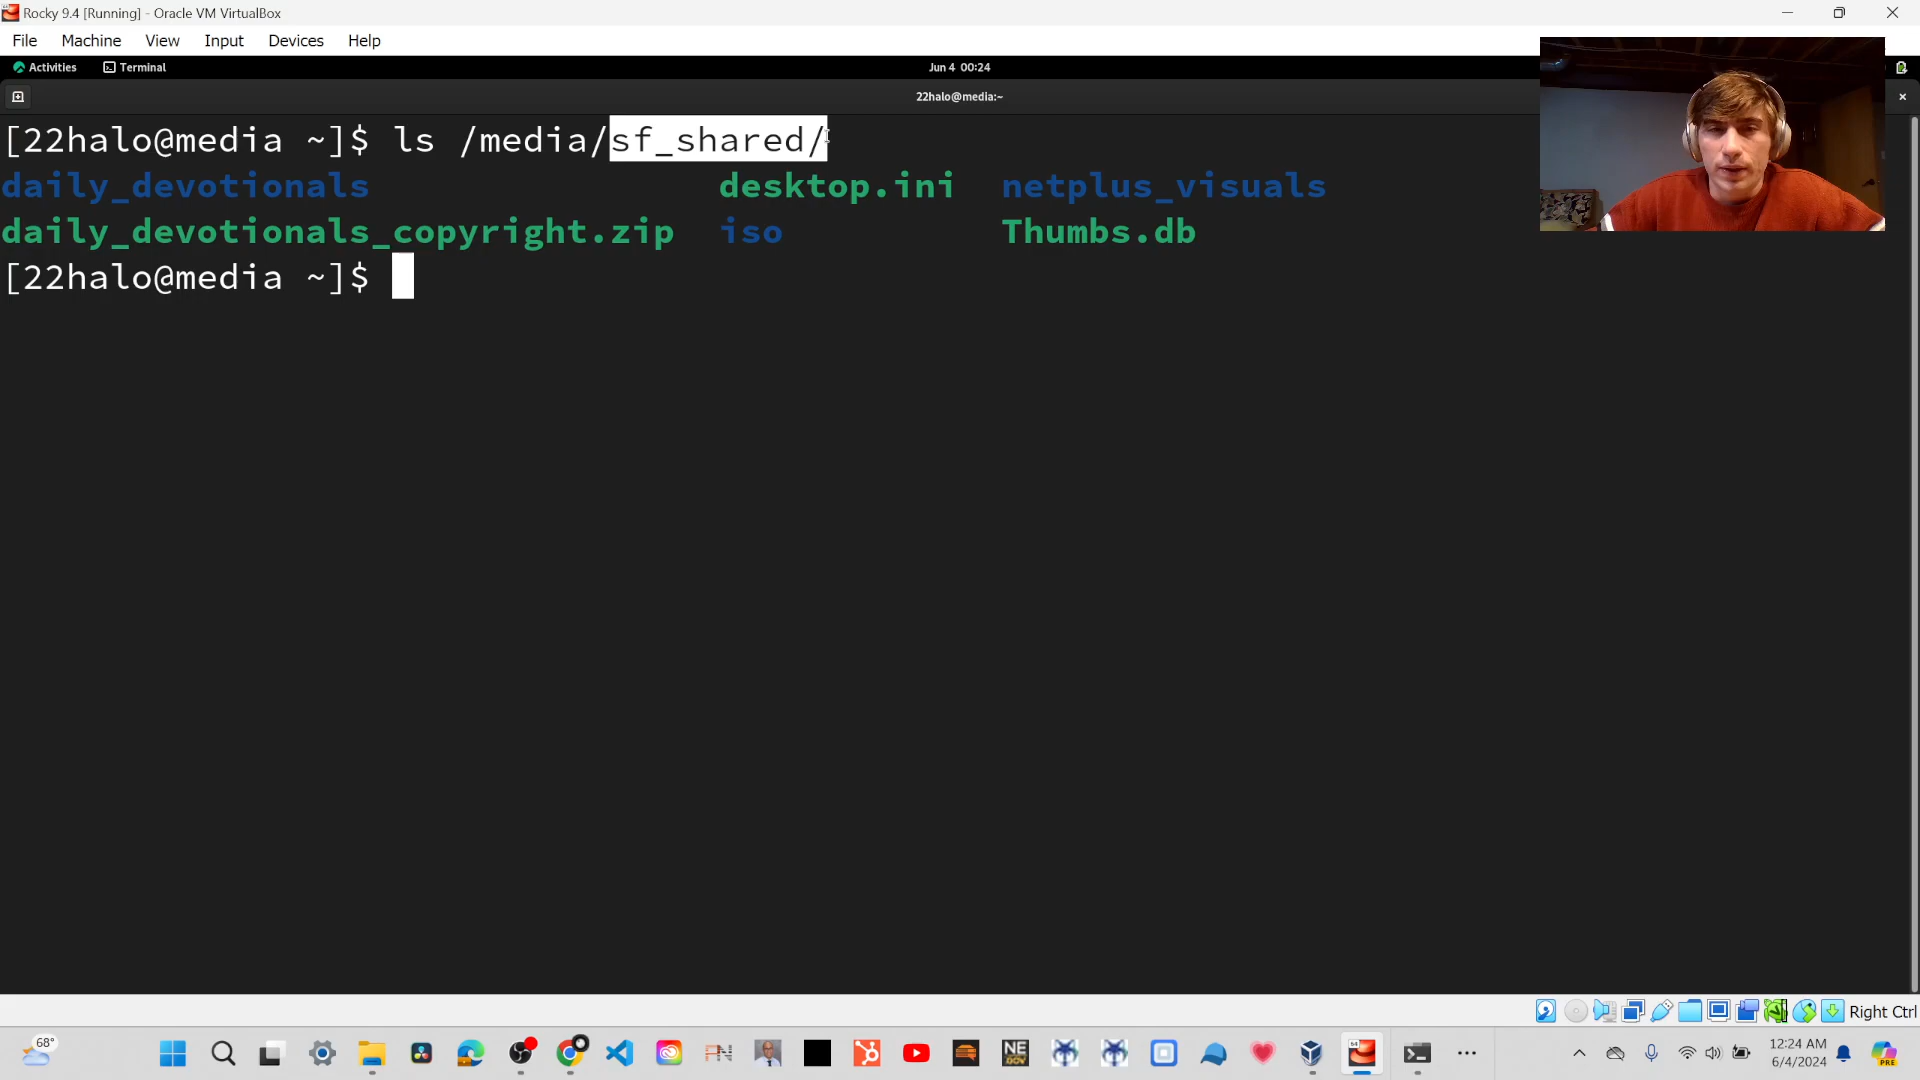 Rocky 9.4 [Running] - Oracle VM VirtualBox
File Machine View Input Devices Help
Activities Terminal Jun 4 00:24
22halo@media:~
[22halo@media ~]$ ls /media/sf_shared/
daily_devotionals desktop.ini netplus_visuals
daily_devotionals_copyright.zip iso Thumbs.db
[22halo@media ~]$
Right Ctrl
68°
NE
12:24 AM
6/4/2024
PRE